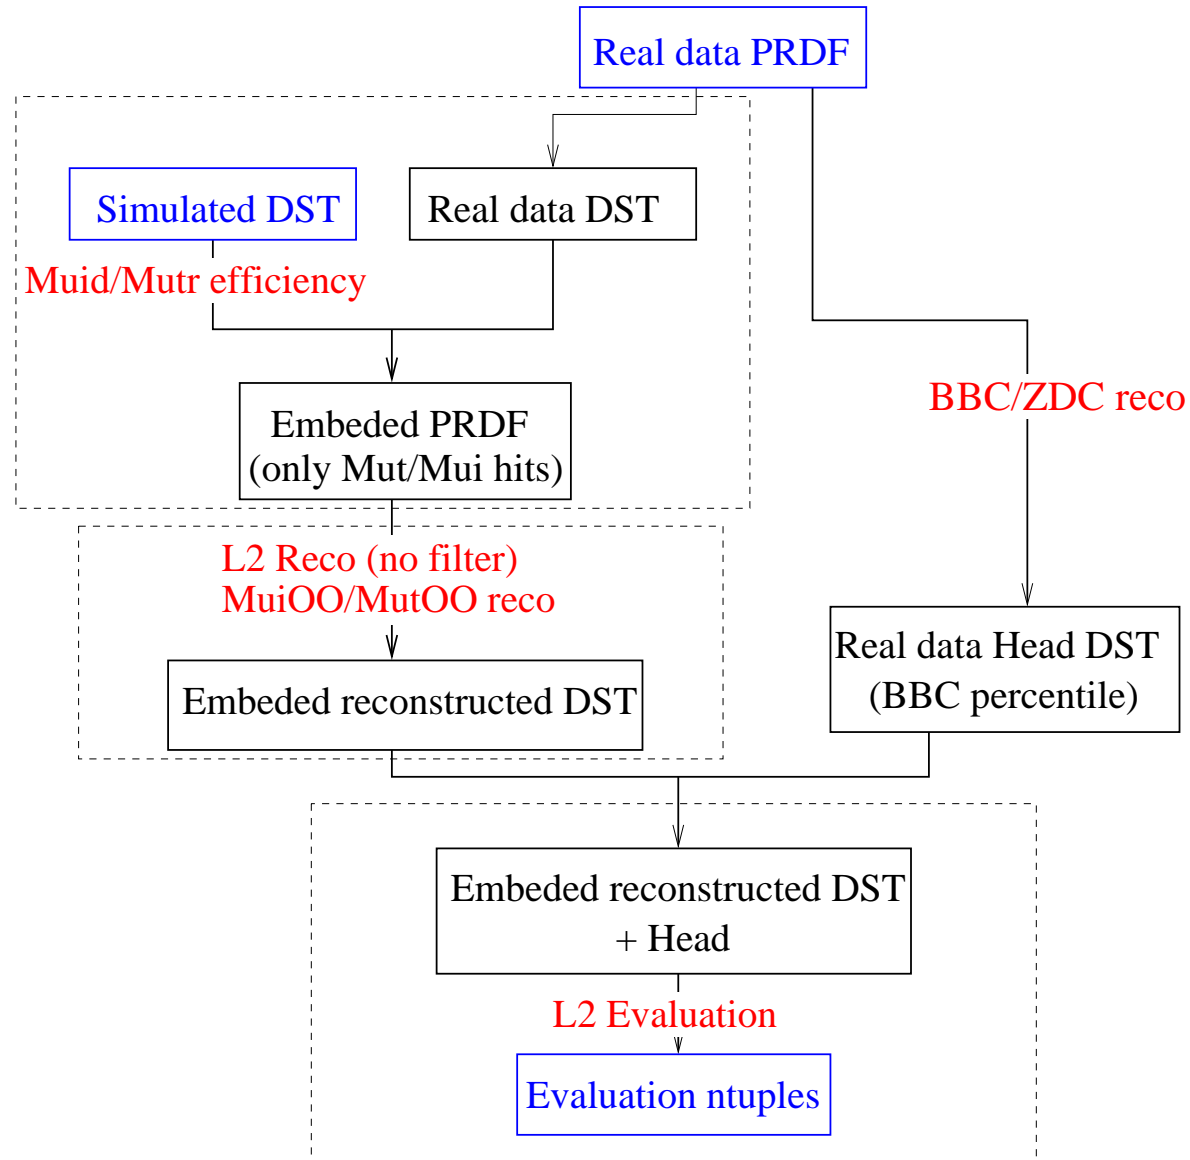 Real data PRDF
Simulated DST
Real data DST
Muid/Mutr efficiency
BBC/ZDC reco
Embeded PRDF
(only Mut/Mui hits)
L2 Reco (no filter)
MuiOO/MutOO reco
Real data Head DST
(BBC percentile)
Embeded reconstructed DST
Embeded reconstructed DST
+ Head
L2 Evaluation
Evaluation ntuples